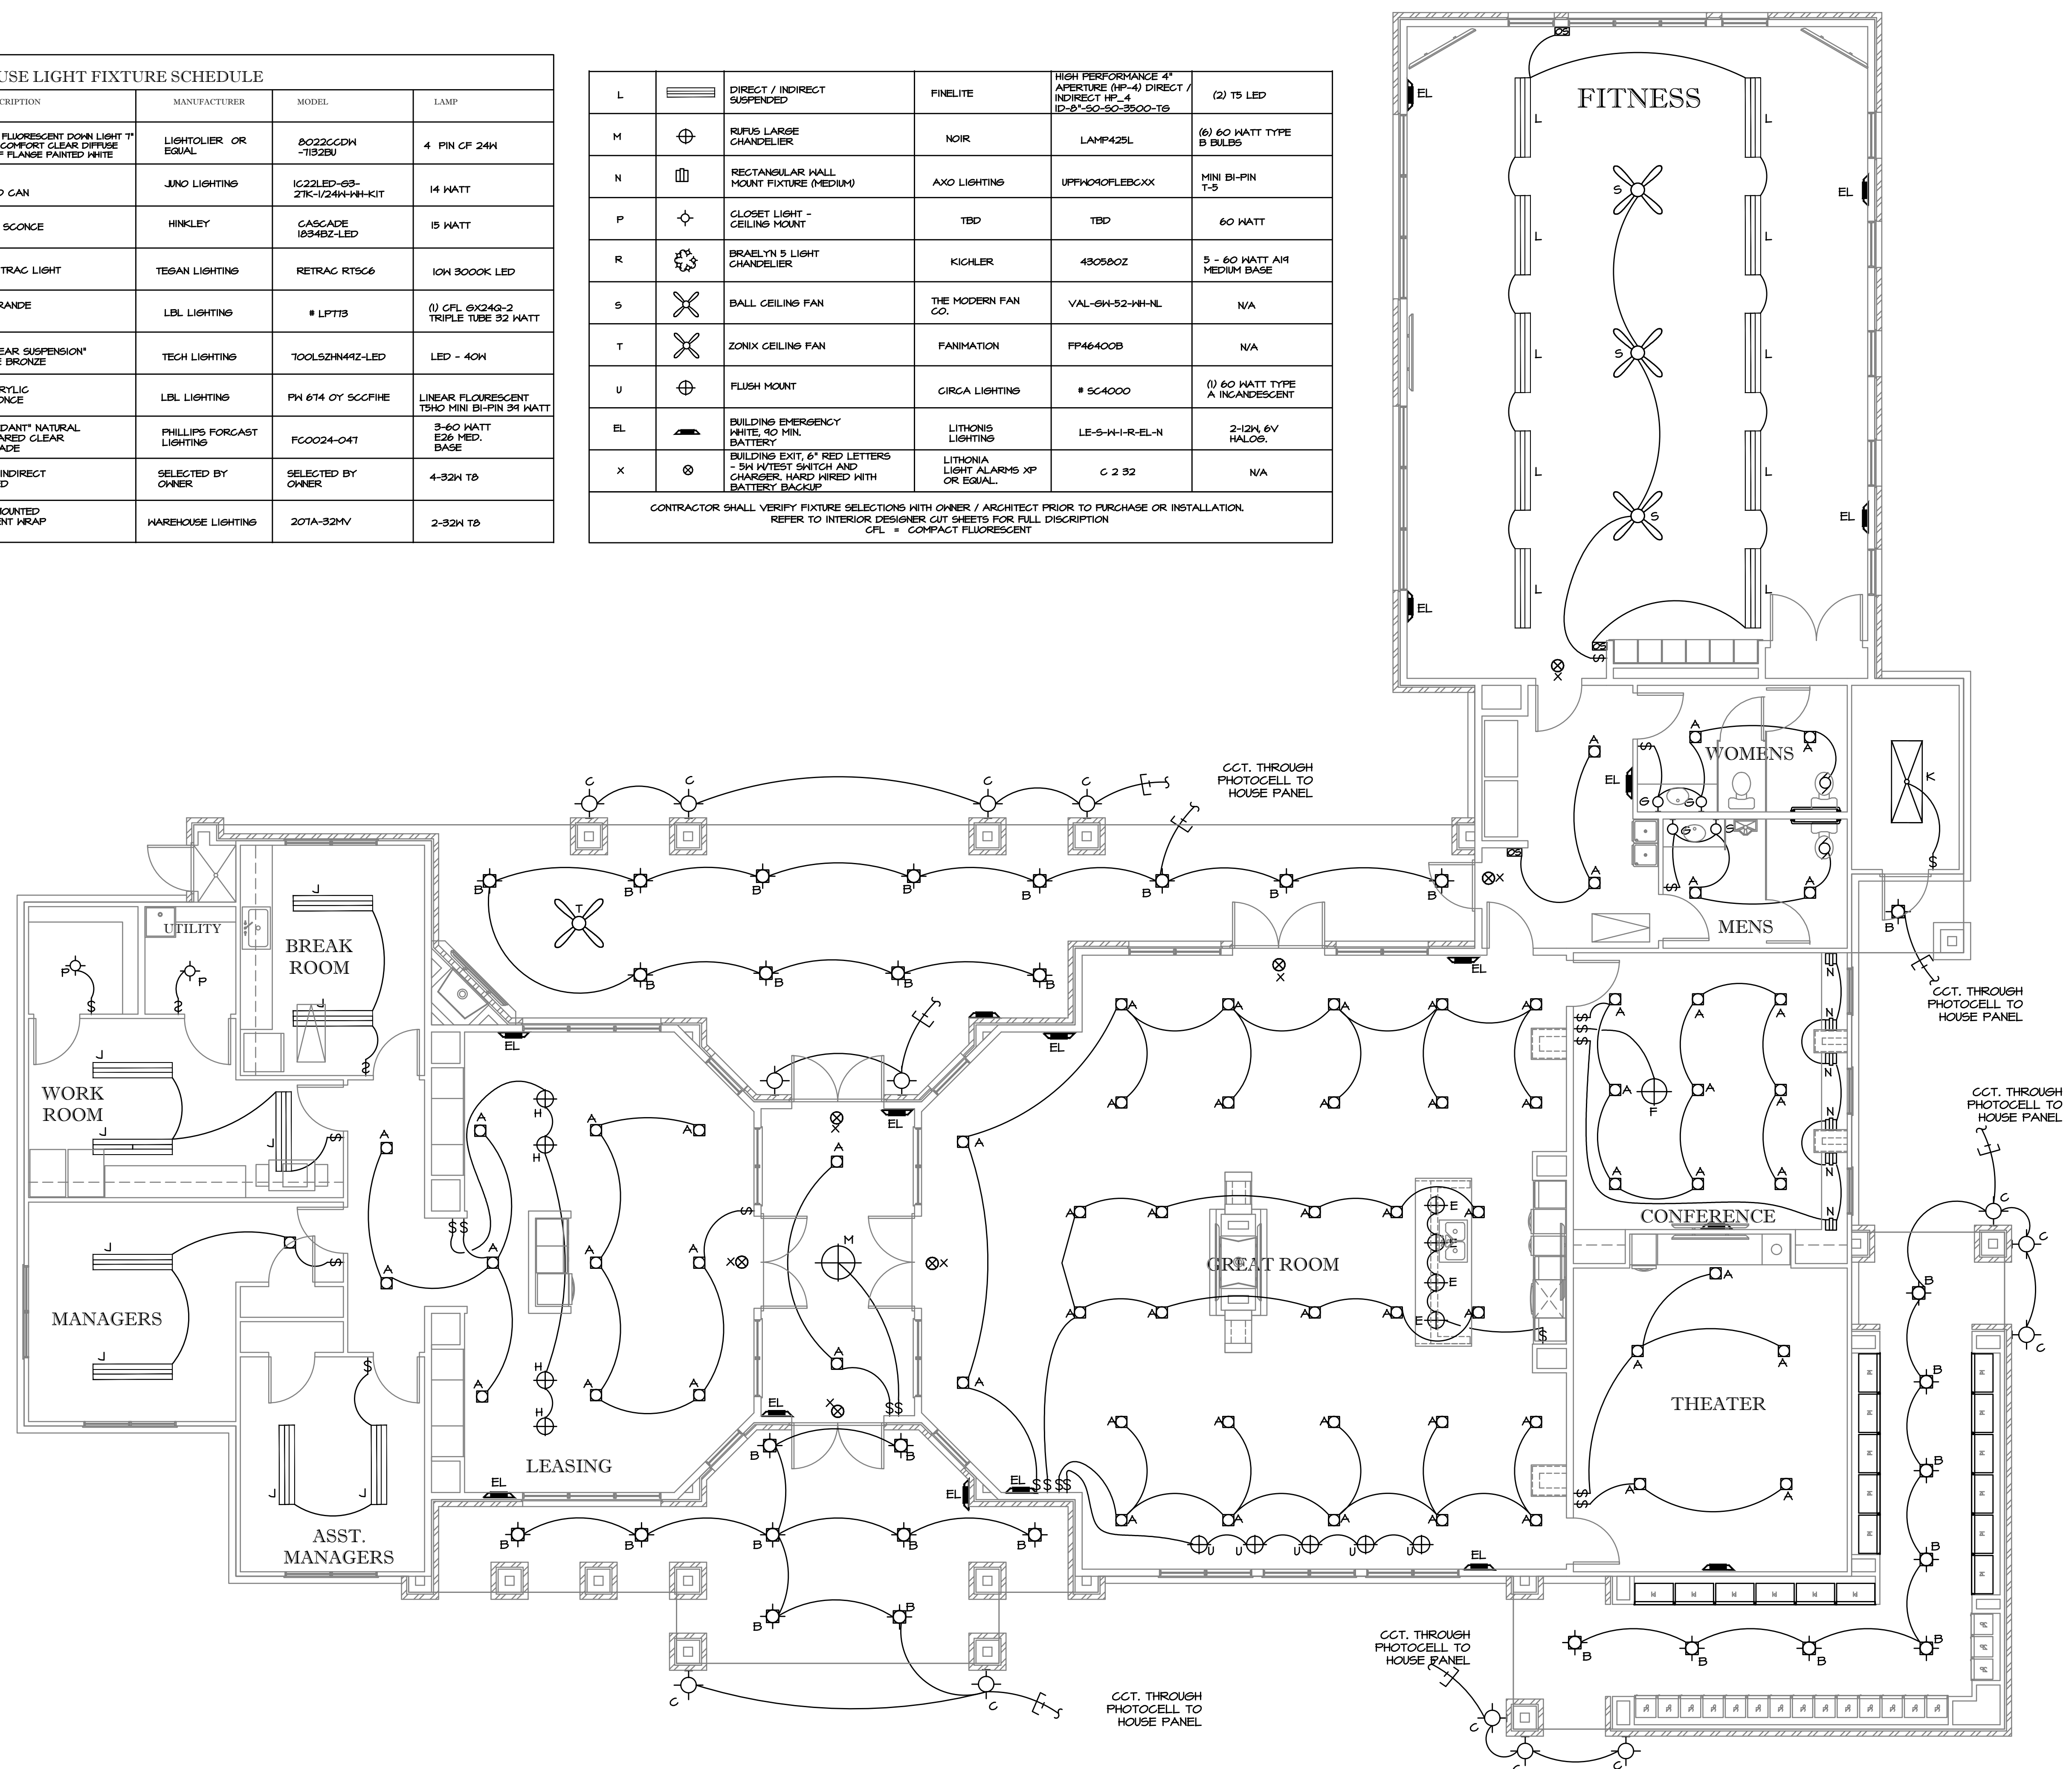 USE LIGHT FIXTURE SCHEDULE
CRIPTION MANUFACTURER MODEL LAMP
FLUORESCENT DOWN LIGHT 7"
COMFORT CLEAR DIFFUSE
F FLANGE PAINTED WHITE
LIGHTOLIER OR
EQUAL
8022CCDW
-7132BU
4 PIN CF 24W
D CAN
JUNO LIGHTING
IC22LED-G3-
27K-1/24W-WH-KIT
14 WATT
SCONCE
HINKLEY
CASCADE
1834BZ-LED
15 WATT
TRAC LIGHT
TEGAN LIGHTING
RETRAC RTSC6
10W 3000K LED
RANDE
LBL LIGHTING
# LP773
(1) CFL GX24Q-2
TRIPLE TUBE 32 WATT
EAR SUSPENSION"
E BRONZE
TECH LIGHTING
700LSZHN49Z-LED
LED - 40W
RYLIC
ONCE
LBL LIGHTING
PW 674 OY SCCFIHE
LINEAR FLOURESCENT
T5HO MINI BI-PIN 39 WATT
DANT" NATURAL
ARED CLEAR
ADE
PHILLIPS FORCAST
LIGHTING
FC0024-047
3-60 WATT
E26 MED.
BASE
INDIRECT
ED
SELECTED BY
OWNER
SELECTED BY
OWNER
4-32W T8
MOUNTED
ENT WRAP
WAREHOUSE LIGHTING
207A-32MV
2-32W T8
L
DIRECT / INDIRECT
SUSPENDED
FINELITE
HIGH PERFORMANCE 4"
APERTURE (HP-4) DIRECT /
INDIRECT HP_4
ID-8"-SO-SO-3500-TG
(2) T5 LED
M
RUFUS LARGE
CHANDELIER
NOIR
LAMP425L
(6) 60 WATT TYPE
B BULBS
N
RECTANGULAR WALL
MOUNT FIXTURE (MEDIUM)
AXO LIGHTING
UPFWO90FLEBCXX
MINI BI-PIN
T-5
P
CLOSET LIGHT -
CEILING MOUNT
TBD
TBD
60 WATT
R
BRAELYN 5 LIGHT
CHANDELIER
KICHLER
43058OZ
5 - 60 WATT A19
MEDIUM BASE
S
BALL CEILING FAN
THE MODERN FAN
CO.
VAL-GW-52-WH-NL
N/A
T
ZONIX CEILING FAN
FANIMATION
FP46400B
N/A
U
FLUSH MOUNT
CIRCA LIGHTING
# SC4000
(1) 60 WATT TYPE
A INCANDESCENT
EL
BUILDING EMERGENCY
WHITE, 90 MIN.
BATTERY
LITHONIS
LIGHTING
LE-S-W-I-R-EL-N
2-12W, 6V
HALOG.
X
BUILDING EXIT, 6" RED LETTERS
- 5W W/TEST SWITCH AND
CHARGER. HARD WIRED WITH
BATTERY BACKUP
LITHONIA
LIGHT ALARMS XP
OR EQUAL.
C 2 32
N/A
CONTRACTOR SHALL VERIFY FIXTURE SELECTIONS WITH OWNER / ARCHITECT PRIOR TO PURCHASE OR INSTALLATION.
REFER TO INTERIOR DESIGNER CUT SHEETS FOR FULL DISCRIPTION
CFL = COMPACT FLUORESCENT
FITNESS
WOMENS
MENS
CCT. THROUGH
PHOTOCELL TO
HOUSE PANEL
UTILITY
BREAK
ROOM
WORK
ROOM
MANAGERS
ASST.
MANAGERS
LEASING
GREAT ROOM
CONFERENCE
THEATER
CCT. THROUGH
PHOTOCELL TO
HOUSE PANEL
CCT. THROUGH
PHOTOCELL TO
HOUSE PANEL
CCT. THROUGH
PHOTOCELL TO
HOUSE PANEL
CCT. THROUGH
PHOTOCELL TO
HOUSE PANEL